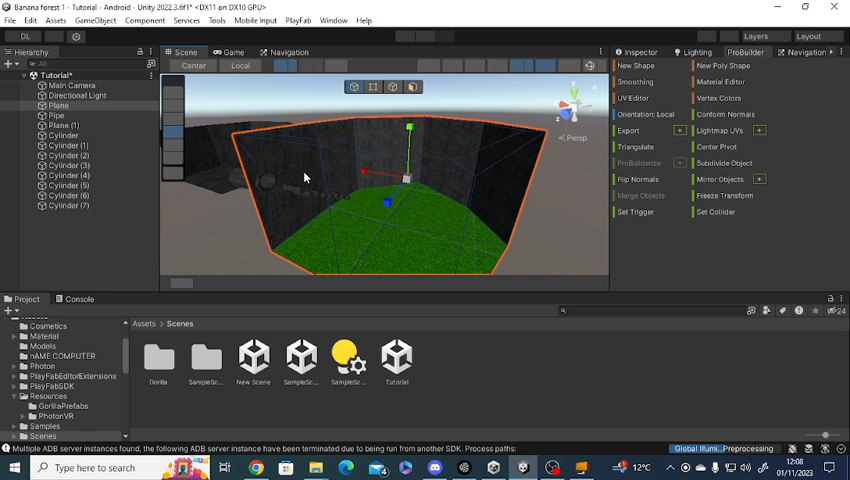 Banana forest 1 - Tutorial - Android - Unity 2022.3.6f1* <DX11 on DX10 GPU>
File Edit Assets GameObject Component Services Tools Mobile Input PlayFab Window Help
DL Layers Layout
Hierarchy Scene Game Navigation Inspector Lighting ProBuilder Navigation
All Center Local
Tutorial*
Main Camera
Directional Light
Plane
Pipe
Plane (1)
Cylinder
Cylinder (1)
Cylinder (2)
Cylinder (3)
Cylinder (4)
Cylinder (5)
Cylinder (6)
Cylinder (7)
y
x
z
Persp
New Shape New Poly Shape
Smoothing Material Editor
UV Editor Vertex Colors
Orientation: Local Conform Normals
Export + Lightmap UVs +
Triangulate Center Pivot
ProBuilderize + Subdivide Object
Flip Normals Mirror Objects +
Merge Objects Freeze Transform
Set Trigger Set Collider
Project Console
24
Assets
Cosmetics
Material
Models
nAME COMPUTER
Photon
PlayFabEditorExtensions
PlayFabSDK
Resources
GorillaPrefabs
PhotonVR
Samples
Scenes
Assets > Scenes
Gorilla SampleSc... New Scene SampleSc... SampleSc... Tutorial
Multiple ADB server instances found, the following ADB server instance have been terminated due to being run from another SDK. Process paths:
Global Illumi...Preprocessing
Type here to search
12°C
12:08
01/11/2023